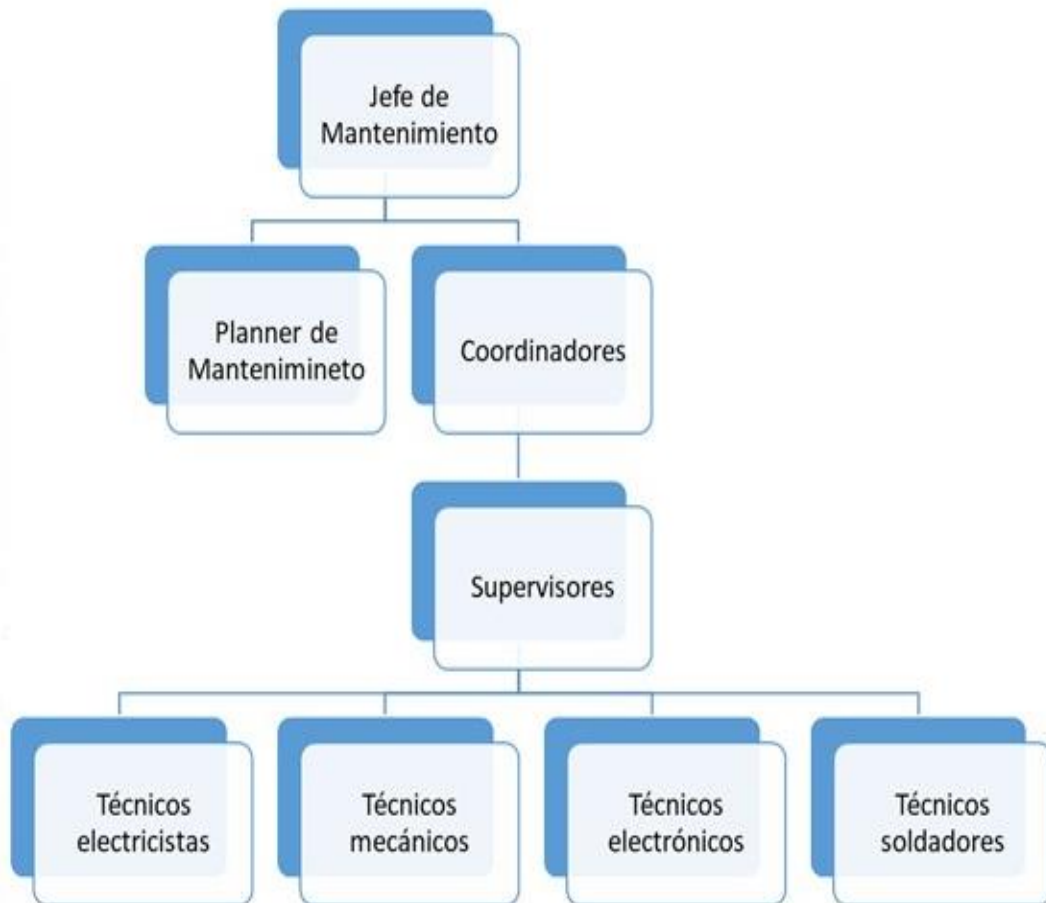 Jefe de
Mantenimiento
Planner de
Mantenimineto
Coordinadores
Supervisores
Técnicos
electricistas
Técnicos
mecánicos
Técnicos
electrónicos
Técnicos
soldadores